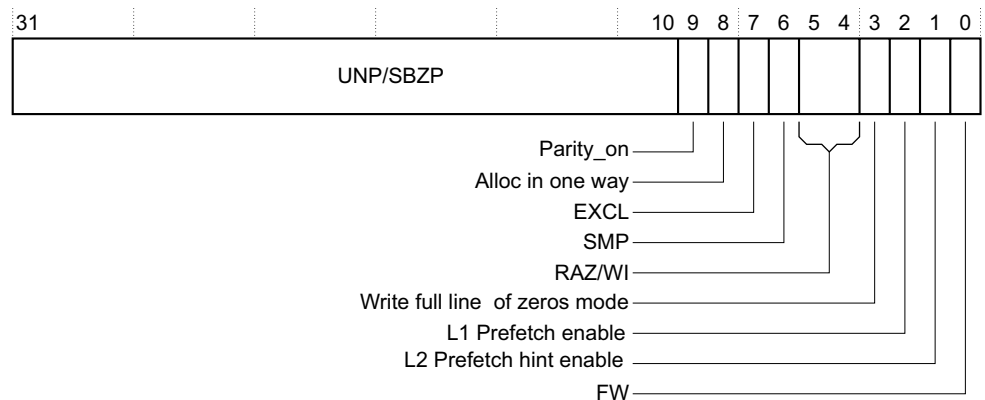 31 10 9 8 7 6 5 4 3 2 1 0
UNP/SBZP
Parity_on
Alloc in one way
EXCL
SMP
RAZ/WI
Write full line of zeros mode
L1 Prefetch enable
L2 Prefetch hint enable
FW